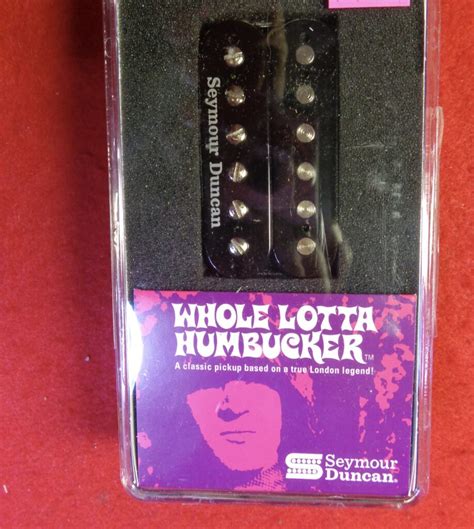 Seymour Duncan
WHOLE LOTTA
HUMBUCKER™
A classic pickup based on a true London legend!
Seymour
Duncan.